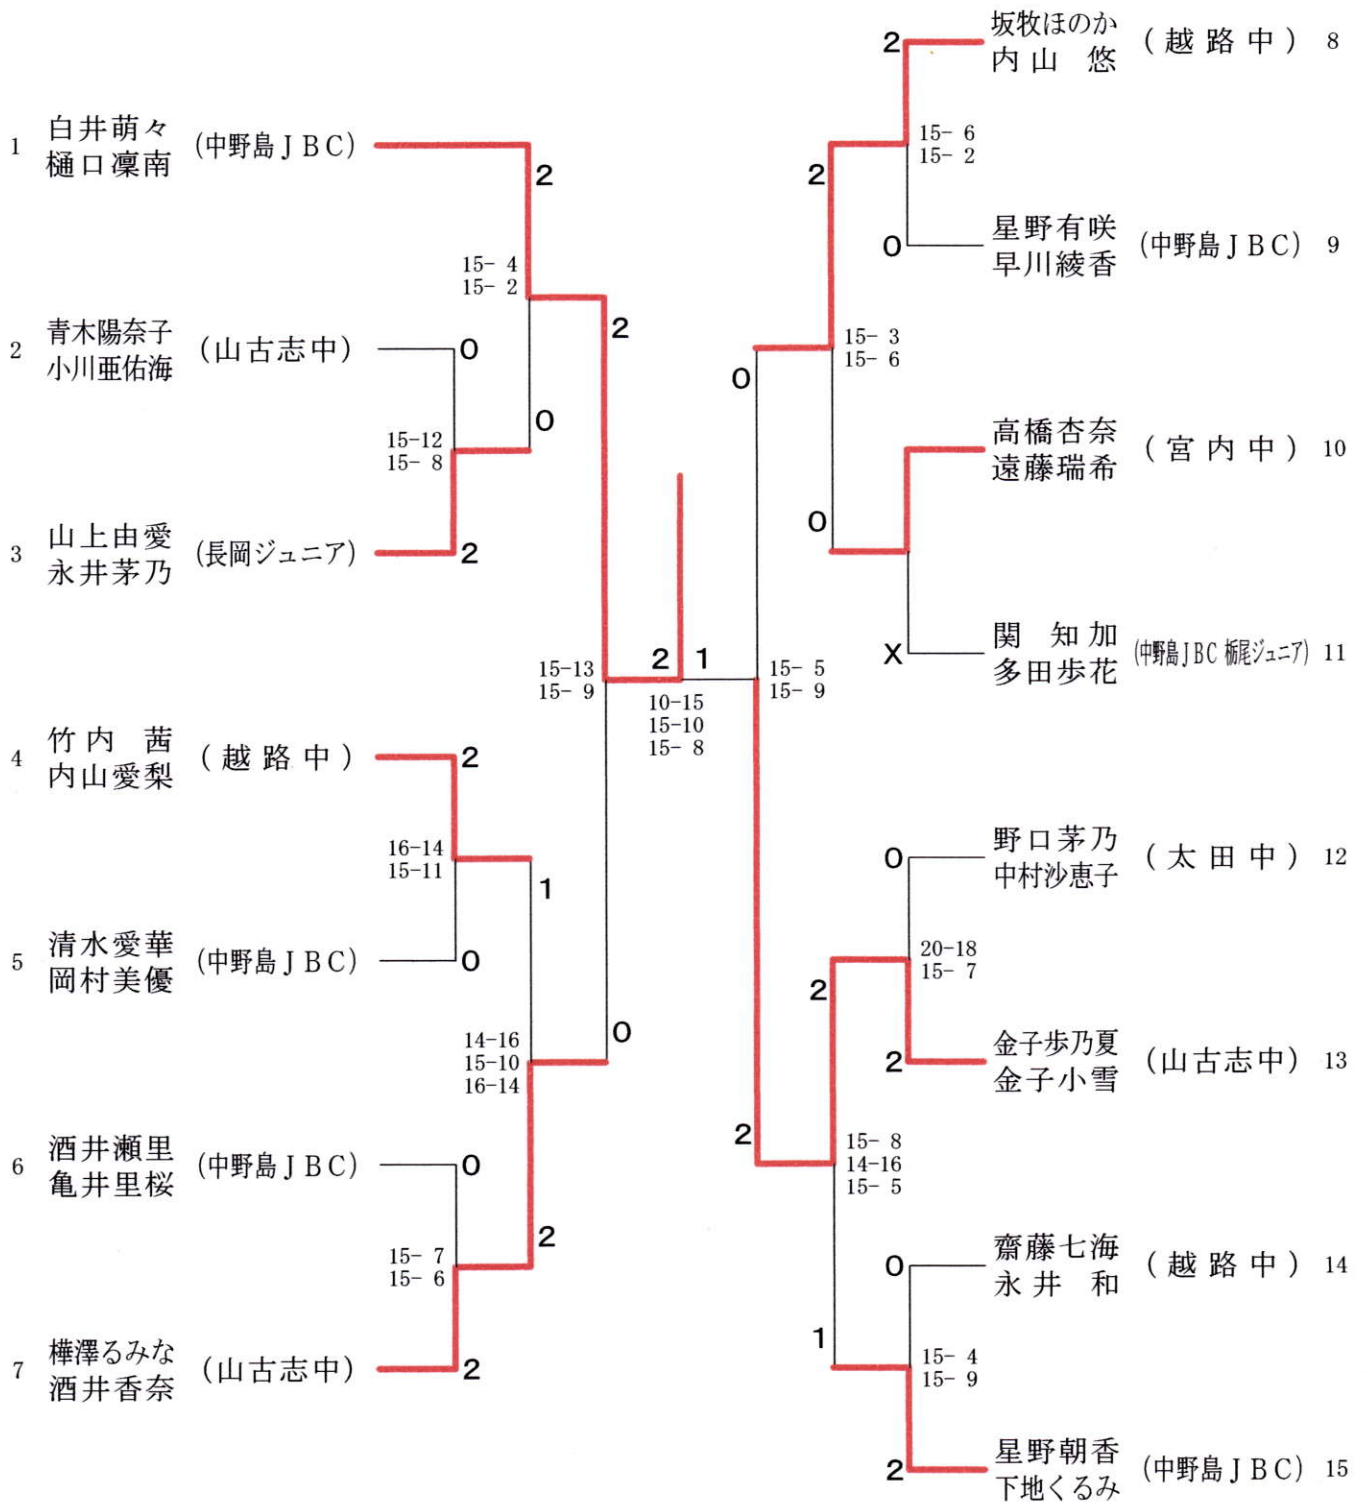 1
白井萌々
樋口凜南
(中野島ＪＢＣ)
2
2
青木陽奈子
小川亜佑海
(山古志中)
0
15- 4
15- 2
2
15-12
15- 8
0
3
山上由愛
永井茅乃
(長岡ジュニア)
2
4
竹内　茜
内山愛梨
(越路中)
2
16-14
15-11
1
5
清水愛華
岡村美優
(中野島ＪＢＣ)
0
14-16
15-10
16-14
0
6
酒井瀬里
亀井里桜
(中野島ＪＢＣ)
0
15- 7
15- 6
2
7
樺澤るみな
酒井香奈
(山古志中)
2
15-13
15- 9
2
1
10-15
15-10
15- 8
2
坂牧ほのか
内山　悠
(越路中)
8
15- 6
15- 2
2
0
星野有咲
早川綾香
(中野島ＪＢＣ)
9
0
15- 3
15- 6
高橋杏奈
遠藤瑞希
(宮内中)
10
0
X
関　知加
多田歩花
(中野島ＪＢＣ 栃尾ジュニア)
11
15- 5
15- 9
0
野口茅乃
中村沙恵子
(太田中)
12
20-18
15- 7
2
2
金子歩乃夏
金子小雪
(山古志中)
13
2
15- 8
14-16
15- 5
0
齋藤七海
永井　和
(越路中)
14
1
15- 4
15- 9
2
星野朝香
下地くるみ
(中野島ＪＢＣ)
15